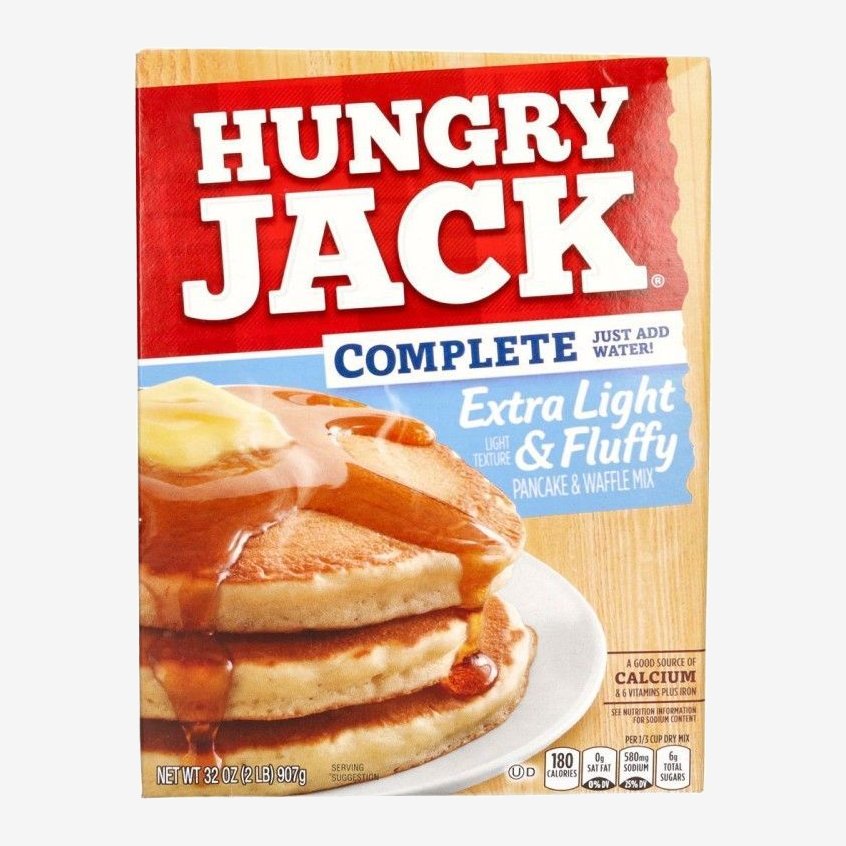 HUNGRY
JACK®
COMPLETE JUST ADD
WATER!
Extra Light
LIGHT
TEXTURE
& Fluffy
PANCAKE & WAFFLE MIX
A GOOD SOURCE OF
CALCIUM
& 6 VITAMINS PLUS IRON
SEE NUTRITION INFORMATION
FOR SODIUM CONTENT
PER 1/3 CUP DRY MIX
180
CALORIES
0g
SAT FAT
0% DV
580mg
SODIUM
25% DV
6g
TOTAL
SUGARS
U D
SERVING
SUGGESTION
NET WT 32 OZ (2 LB) 907g